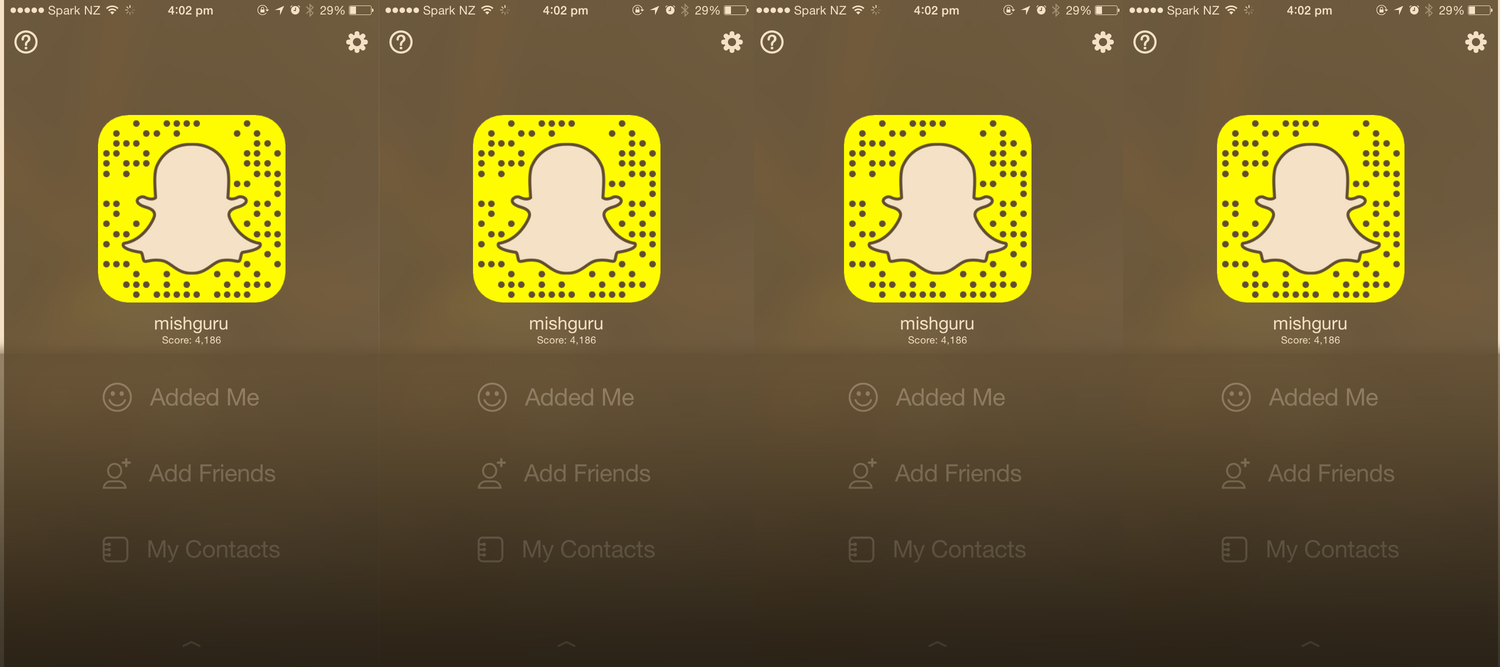 Spark NZ 4:02 pm 29% Spark NZ 4:02 pm 29% Spark NZ 4:02 pm 29% Spark NZ 4:02 pm 29%
? ? ? ?
mishguru mishguru mishguru mishguru
Score: 4,186 Score: 4,186 Score: 4,186 Score: 4,186
Added Me Added Me Added Me Added Me
Add Friends Add Friends Add Friends Add Friends
My Contacts My Contacts My Contacts My Contacts